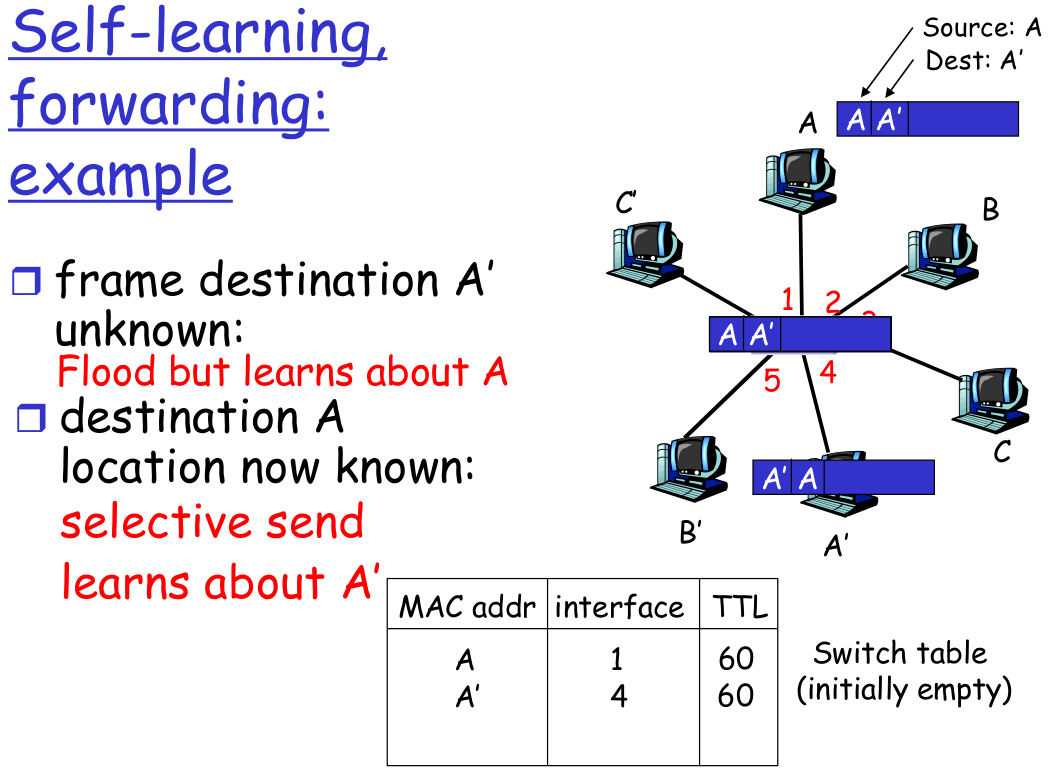 Self-learning,
forwarding:
example
Source: A
Dest: A’
A
A A’
C’
B
❒ frame destination A’
unknown:
Flood but learns about A
❒ destination A
location now known:
selective send
learns about A’
1 2
A A’
5 4
C
A’ A
B’
A’
MAC addr interface TTL
A 1 60
A’ 4 60
Switch table
(initially empty)